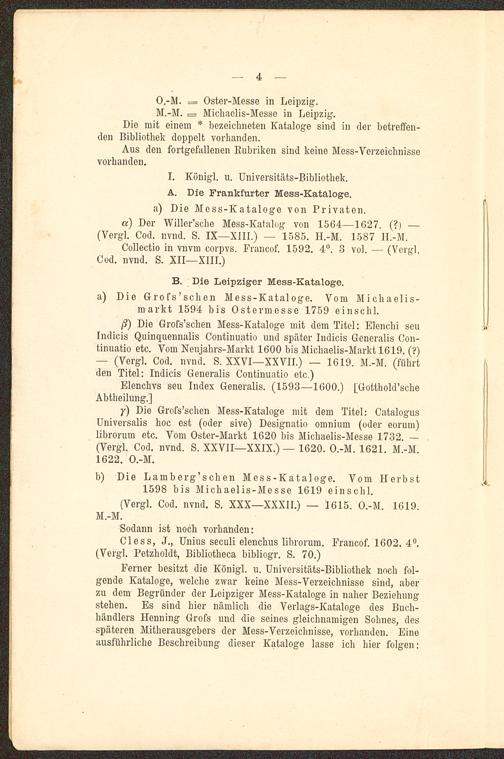 — 4 —
O.-M. = Oster-Messe in Leipzig.
M.-M. = Michaelis-Messe in Leipzig.
Die mit einem * bezeichneten Kataloge sind in der betreffen-
den Bibliothek doppelt vorhanden.
Aus den fortgefallenen Rubriken sind keine Mess-Verzeichnisse
vorhanden.
I. Königl. u. Universitäts-Bibliothek.
A. Die Frankfurter Mess-Kataloge.
a) Die Mess-Kataloge von Privaten.
α) Der Willer'sche Mess-Katalog von 1564—1627. (?) —
(Vergl. Cod. nvnd. S. IX—XIII.) — 1585. H.-M. 1587 H.-M.
Collectio in vnvm corpvs. Francof. 1592. 4⁰. 3 vol. — (Vergl.
Cod. nvnd. S. XII—XIII.)
B. Die Leipziger Mess-Kataloge.
a) Die Grofs'schen Mess-Kataloge. Vom Michaelis-
markt 1594 bis Ostermesse 1759 einschl.
β) Die Grofs'schen Mess-Kataloge mit dem Titel: Elenchi seu
Indicis Quinquennalis Continuatio und später Indicis Generalis Con-
tinuatio etc. Vom Neujahrs-Markt 1600 bis Michaelis-Markt 1619. (?)
— (Vergl. Cod. nvnd. S. XXVI—XXVII.) — 1619. M.-M. (führt
den Titel: Indicis Generalis Continuatio etc.)
Elenchvs seu Index Generalis. (1593—1600.) [Gotthold'sche
Abtheilung.]
γ) Die Grofs'schen Mess-Kataloge mit dem Titel: Catalogus
Universalis hoc est (oder sive) Designatio omnium (oder eorum)
librorum etc. Vom Oster-Markt 1620 bis Michaelis-Messe 1732. —
(Vergl. Cod. nvnd. S. XXVII—XXIX.) — 1620. O.-M. 1621. M.-M.
1622. O.-M.
b) Die Lamberg'schen Mess-Kataloge. Vom Herbst
1598 bis Michaelis-Messe 1619 einschl.
(Vergl. Cod. nvnd. S. XXX—XXXII.) — 1615. O.-M. 1619.
M.-M.
Sodann ist noch vorhanden:
Cless, J., Unius seculi elenchus librorum. Francof. 1602. 4⁰.
(Vergl. Petzholdt, Bibliotheca bibliogr. S. 70.)
Ferner besitzt die Königl. u. Universitäts-Bibliothek noch fol-
gende Kataloge, welche zwar keine Mess-Verzeichnisse sind, aber
zu dem Begründer der Leipziger Mess-Kataloge in naher Beziehung
stehen. Es sind hier nämlich die Verlags-Kataloge des Buch-
händlers Henning Grofs und die seines gleichnamigen Sohnes, des
späteren Mitherausgebers der Mess-Verzeichnisse, vorhanden. Eine
ausführliche Beschreibung dieser Kataloge lasse ich hier folgen: